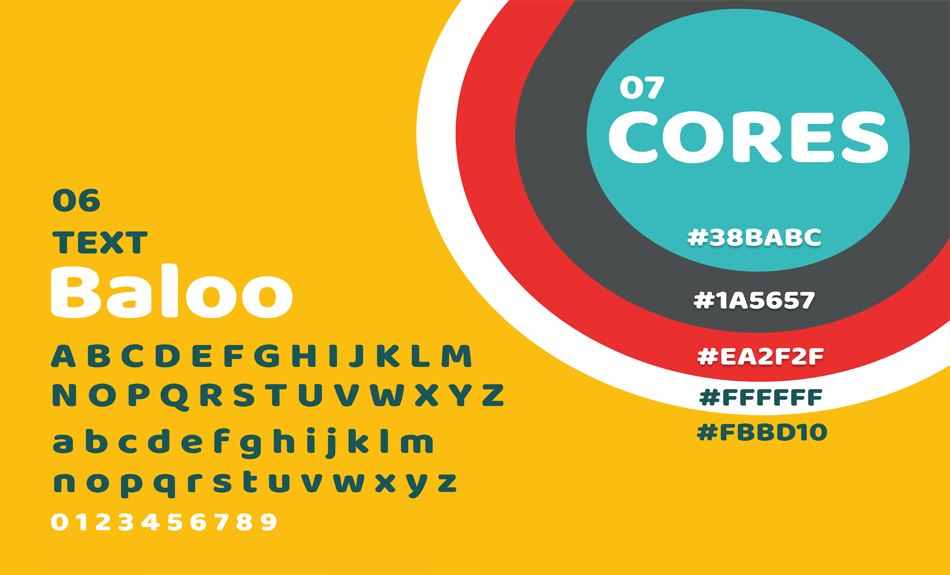 06
TEXT
Baloo
A B C D E F G H I J K L M
N O P Q R S T U V W X Y Z
a b c d e f g h i j k l m
n o p q r s t u v w x y z
0 1 2 3 4 5 6 7 8 9
07
CORES
#38BABC
#1A5657
#EA2F2F
#FFFFFF
#FBBD10